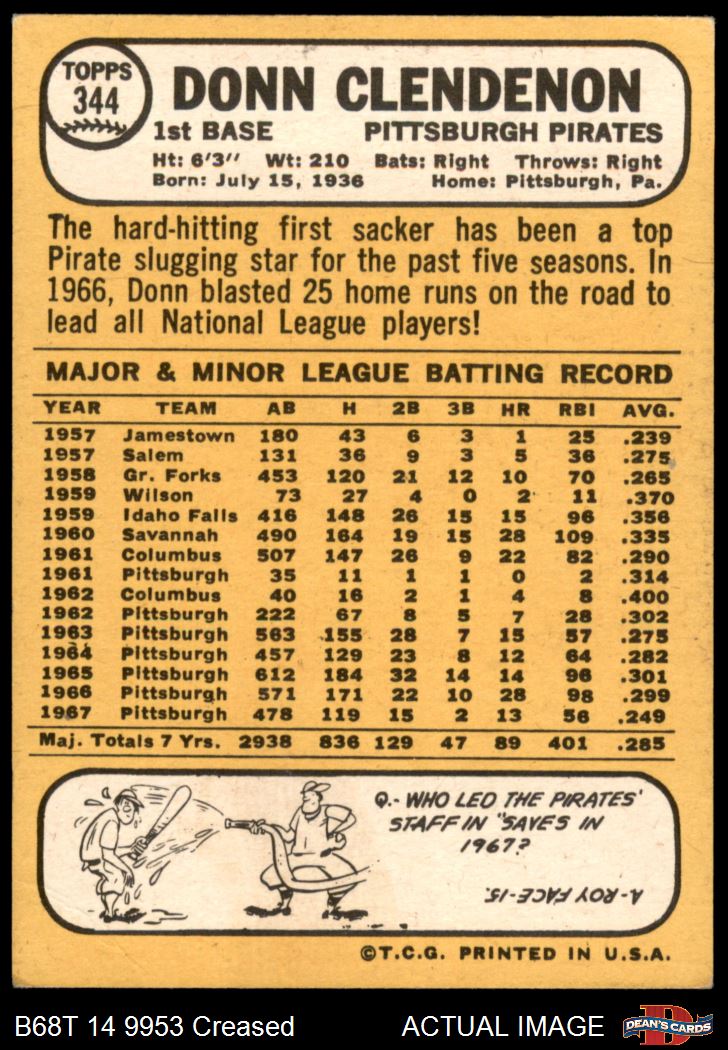 TOPPS
344
DONN CLENDENON
1st BASE PITTSBURGH PIRATES
Ht: 6'3" Wt: 210 Bats: Right Throws: Right
Born: July 15, 1936 Home: Pittsburgh, Pa.
The hard-hitting first sacker has been a top
Pirate slugging star for the past five seasons. In
1966, Donn blasted 25 home runs on the road to
lead all National League players!
MAJOR & MINOR LEAGUE BATTING RECORD
YEAR TEAM AB H 2B 3B HR RBI AVG.
1957 Jamestown 180 43 6 3 1 25 .239
1957 Salem 131 36 9 3 5 36 .275
1958 Gr. Forks 453 120 21 12 10 70 .265
1959 Wilson 73 27 4 0 2 11 .370
1959 Idaho Falls 416 148 26 15 15 96 .356
1960 Savannah 490 164 19 15 28 109 .335
1961 Columbus 507 147 26 9 22 82 .290
1961 Pittsburgh 35 11 1 1 0 2 .314
1962 Columbus 40 16 2 1 4 8 .400
1962 Pittsburgh 222 67 8 5 7 28 .302
1963 Pittsburgh 563 155 28 7 15 57 .275
1964 Pittsburgh 457 129 23 8 12 64 .282
1965 Pittsburgh 612 184 32 14 14 96 .301
1966 Pittsburgh 571 171 22 10 28 98 .299
1967 Pittsburgh 478 119 15 2 13 56 .249
Maj. Totals 7 Yrs. 2938 836 129 47 89 401 .285
Q.- WHO LED THE PIRATES'
STAFF IN "SAVES IN
1967?
A-ROY FACE-15.
©T.C.G. PRINTED IN U.S.A.
B68T 14 9953 Creased ACTUAL IMAGE
D
DEAN'S CARDS